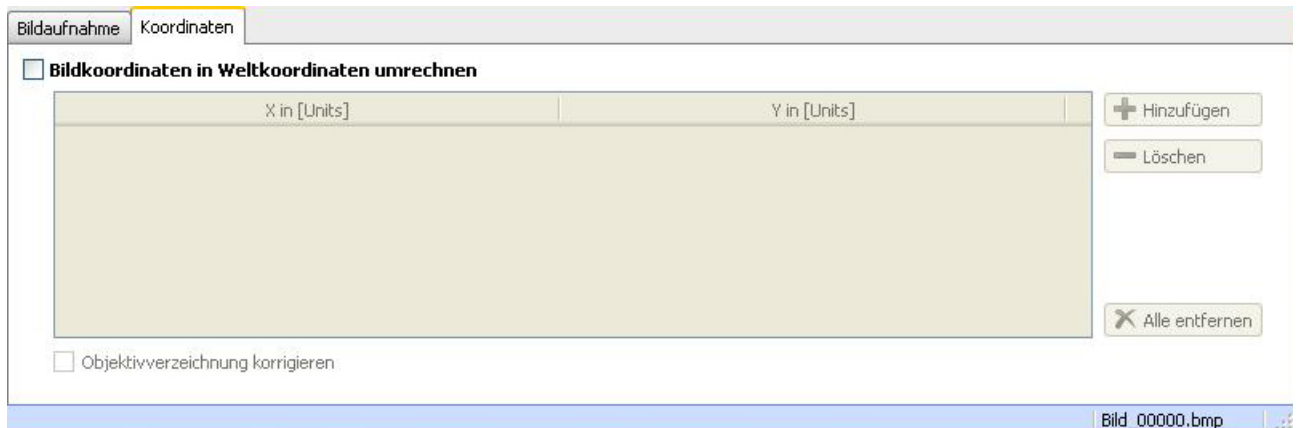 Bildaufnahme Koordinaten
Bildkoordinaten in Weltkoordinaten umrechnen
X in [Units] Y in [Units] Hinzufügen
Löschen
Alle entfernen
Objektivverzeichnung korrigieren
Bild_00000.bmp